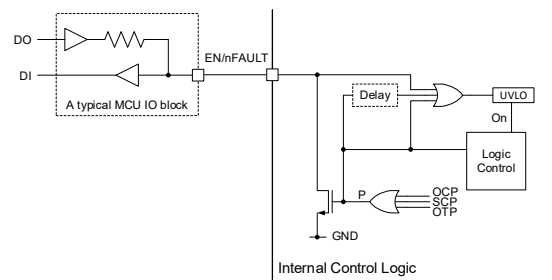 DO
DI
EN/nFAULT
A typical MCU IO block
Delay
UVLO
On
Logic
Control
P
OCP
SCP
OTP
GND
Internal Control Logic